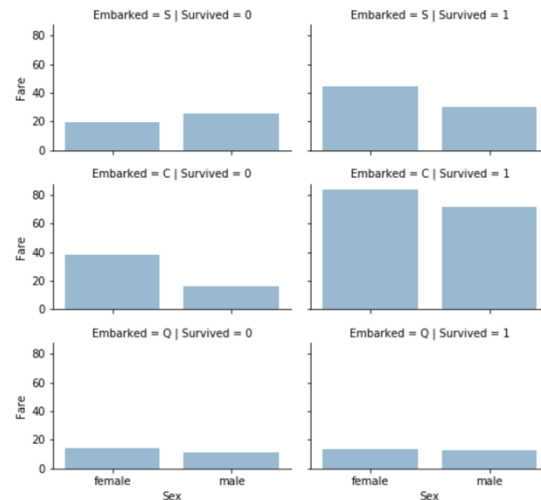 Embarked = S | Survived = 0
Embarked = S | Survived = 1
80
60
40
20
0
Fare
Embarked = C | Survived = 0
Embarked = C | Survived = 1
80
60
40
20
0
Fare
Embarked = Q | Survived = 0
Embarked = Q | Survived = 1
80
60
40
20
0
Fare
female
male
female
male
Sex
Sex